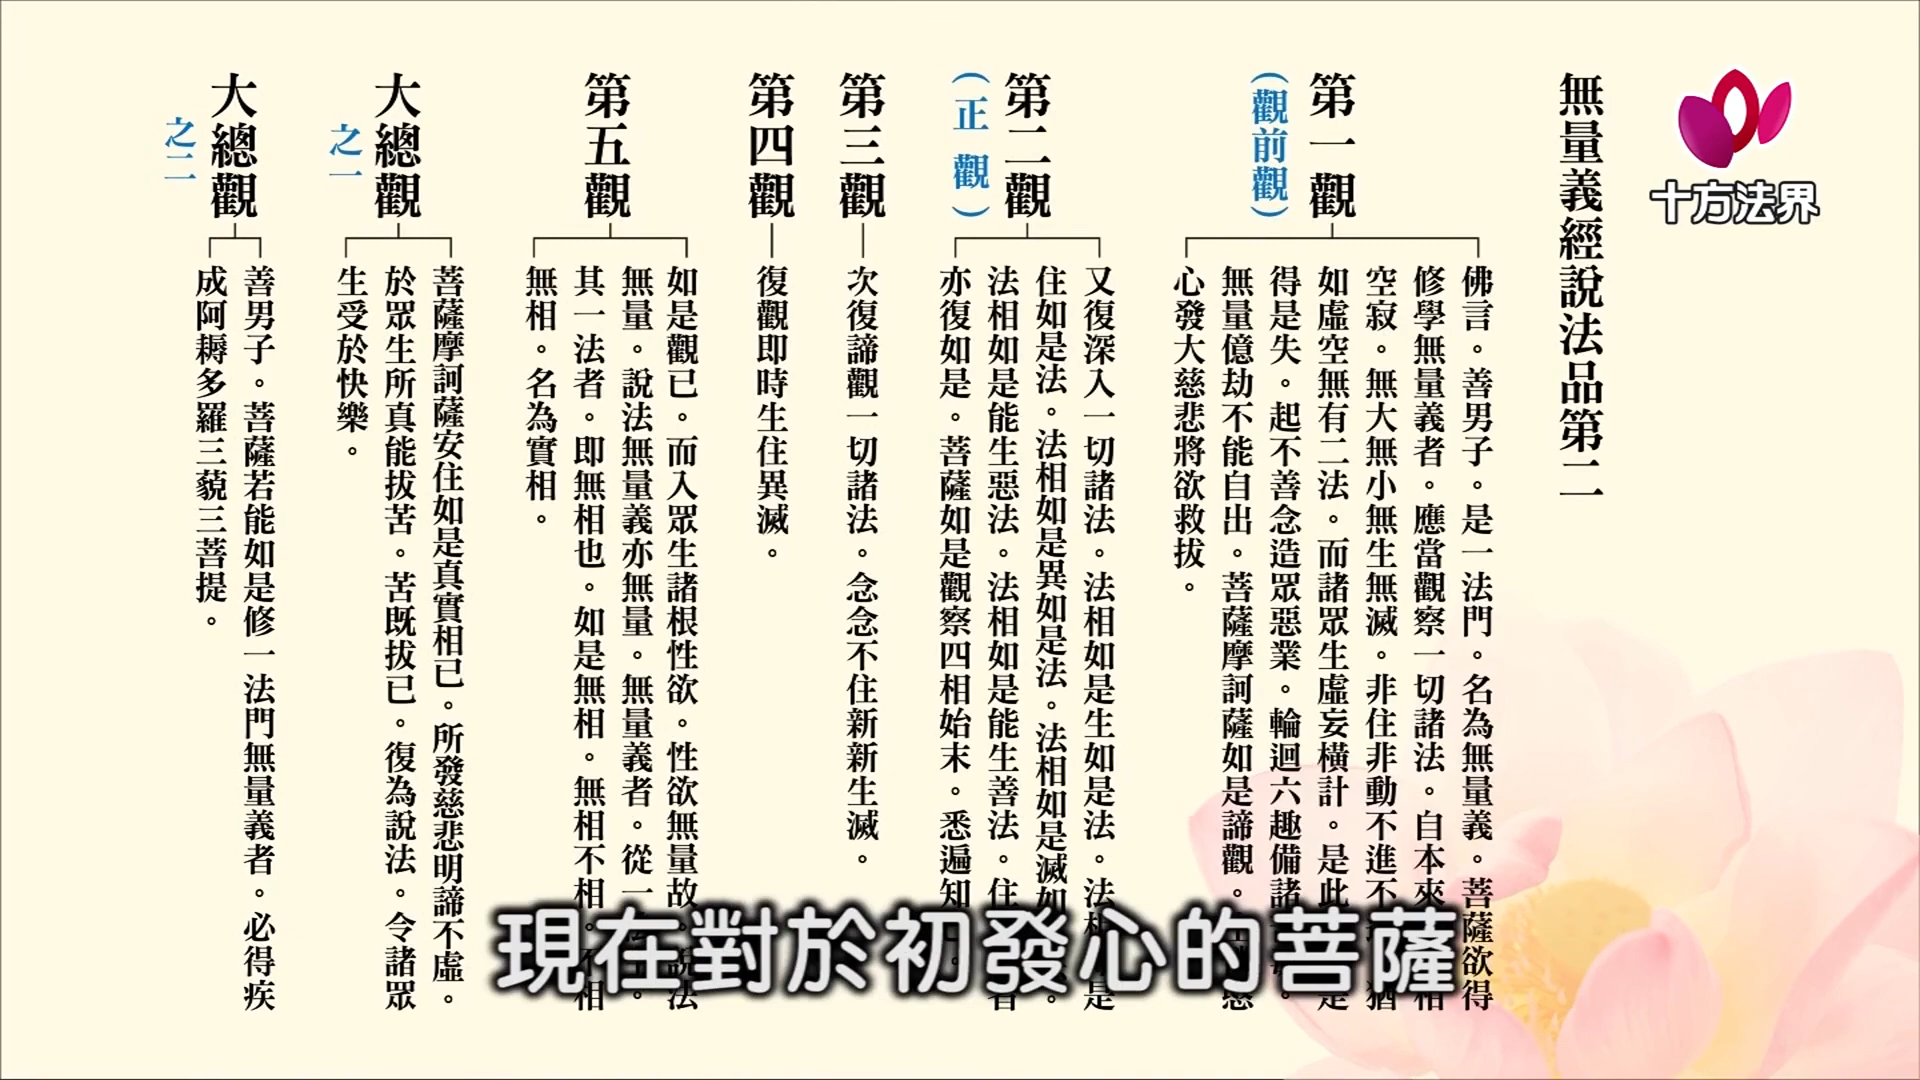 十方法界
無量義經說法品第二
第一觀
(觀前觀)
佛言。善男子。是一法門。名為無量義。菩薩欲得
修學無量義者。應當觀察一切諸法。自本來
空寂。無大無小無生無滅。非住非動不進不
如虛空無有二法。而諸眾生虛妄橫計。是此
得是失。起不善念造眾惡業。輪迴六趣備諸
無量億劫不能自出。菩薩摩訶薩如是諦觀。
心發大慈悲將欲救拔。
第二觀
(正觀)
又復深入一切諸法。法相如是生如是法。法相
住如是法。法相如是異如是法。法相如是滅如
法相如是能生惡法。法相如是能生善法。住
亦復如是。菩薩如是觀察四相始末。悉遍知
第三觀
次復諦觀一切諸法。念念不住新新生滅。
第四觀
復觀即時生住異滅。
第五觀
如是觀已。而入眾生諸根性欲。性欲無量故。說法
無量。說法無量義亦無量。無量義者。從一
其一法者。即無相也。如是無相。無相不相。不相
無相。名為實相。
大總觀
之一
菩薩摩訶薩安住如是真實相已。所發慈悲明諦不虛。
於眾生所真能拔苦。苦既拔已。復為說法。令諸眾
生受於快樂。
大總觀
之二
善男子。菩薩若能如是修一法門無量義者。必得疾
成阿耨多羅三藐三菩提。
現在對於初發心的菩薩